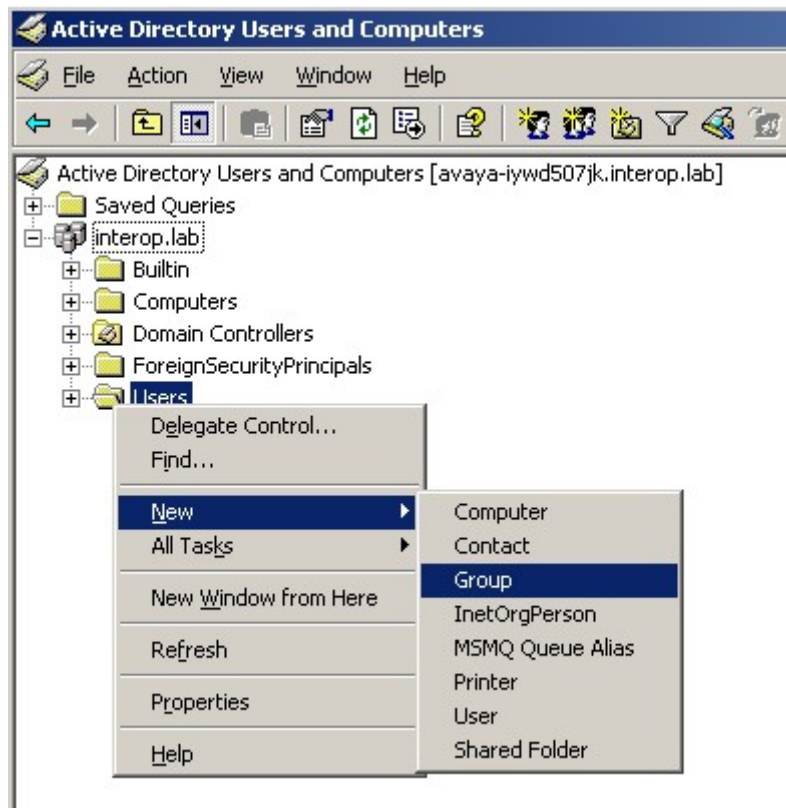 Active Directory Users and Computers
File Action View Window Help
Active Directory Users and Computers [avaya-iywd507jk.interop.lab]
Saved Queries
interop.lab
Builtin
Computers
Domain Controllers
ForeignSecurityPrincipals
Users
Delegate Control...
Find...
New
All Tasks
New Window from Here
Refresh
Properties
Help
Computer
Contact
Group
InetOrgPerson
MSMQ Queue Alias
Printer
User
Shared Folder